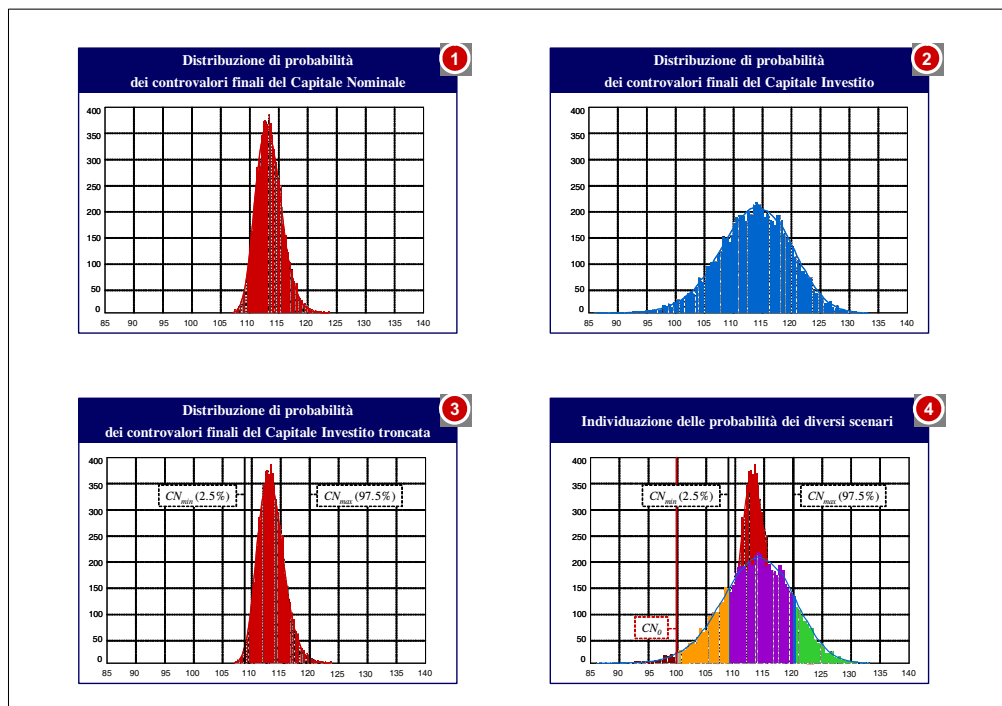 Distribuzione di probabilità
dei controvalori finali del Capitale Nominale
1
400
350
300
250
200
150
100
50
0
85 90 95 100 105 110 115 120 125 130 135 140
Distribuzione di probabilità
dei controvalori finali del Capitale Investito
2
400
350
300
250
200
150
100
50
0
85 90 95 100 105 110 115 120 125 130 135 140
Distribuzione di probabilità
dei controvalori finali del Capitale Investito troncata
3
400
350
300
250
200
150
100
50
0
CNmin (2.5%)
CNmax (97.5%)
85 90 95 100 105 110 115 120 125 130 135 140
Individuazione delle probabilità dei diversi scenari
4
400
350
300
250
200
150
100
50
0
CNmin (2.5%)
CNmax (97.5%)
CN0
85 90 95 100 105 110 115 120 125 130 135 140